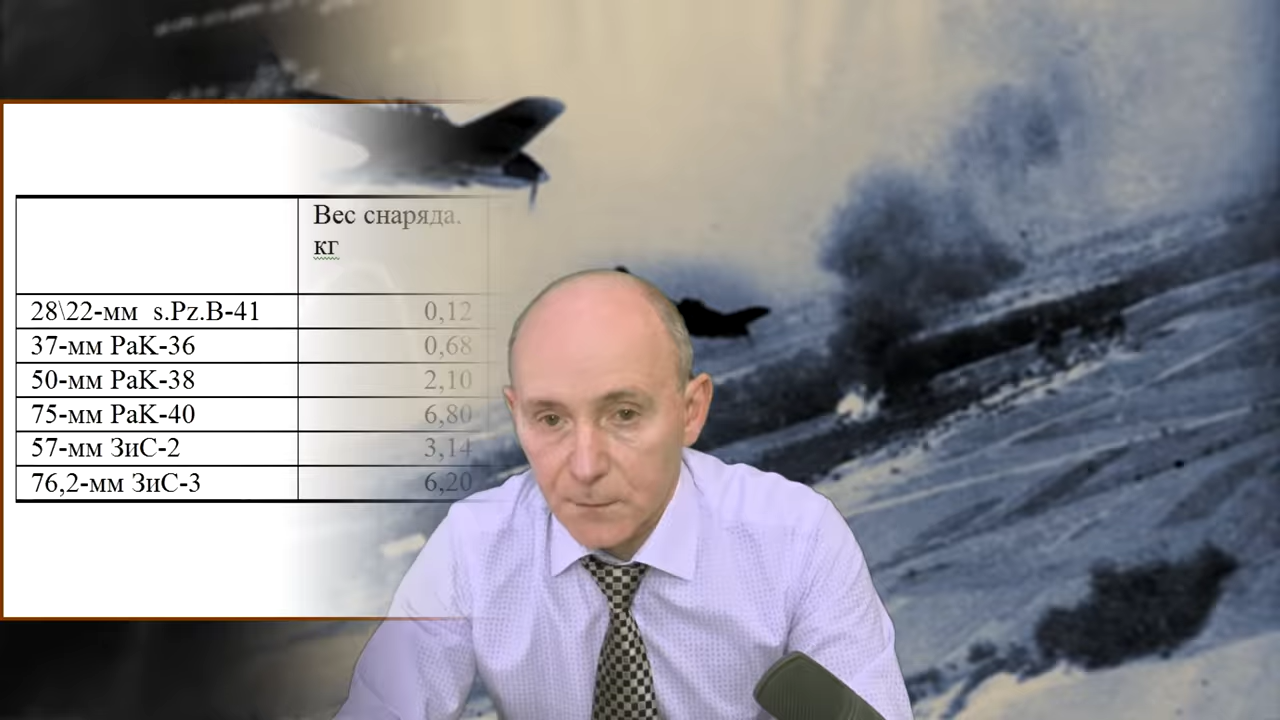 Вес снаряда.
кг
28\22-мм s.Pz.B-41 0,12
37-мм PaK-36 0,68
50-мм PaK-38 2,10
75-мм PaK-40 6,80
57-мм ЗиС-2 3,14
76,2-мм ЗиС-3 6,20